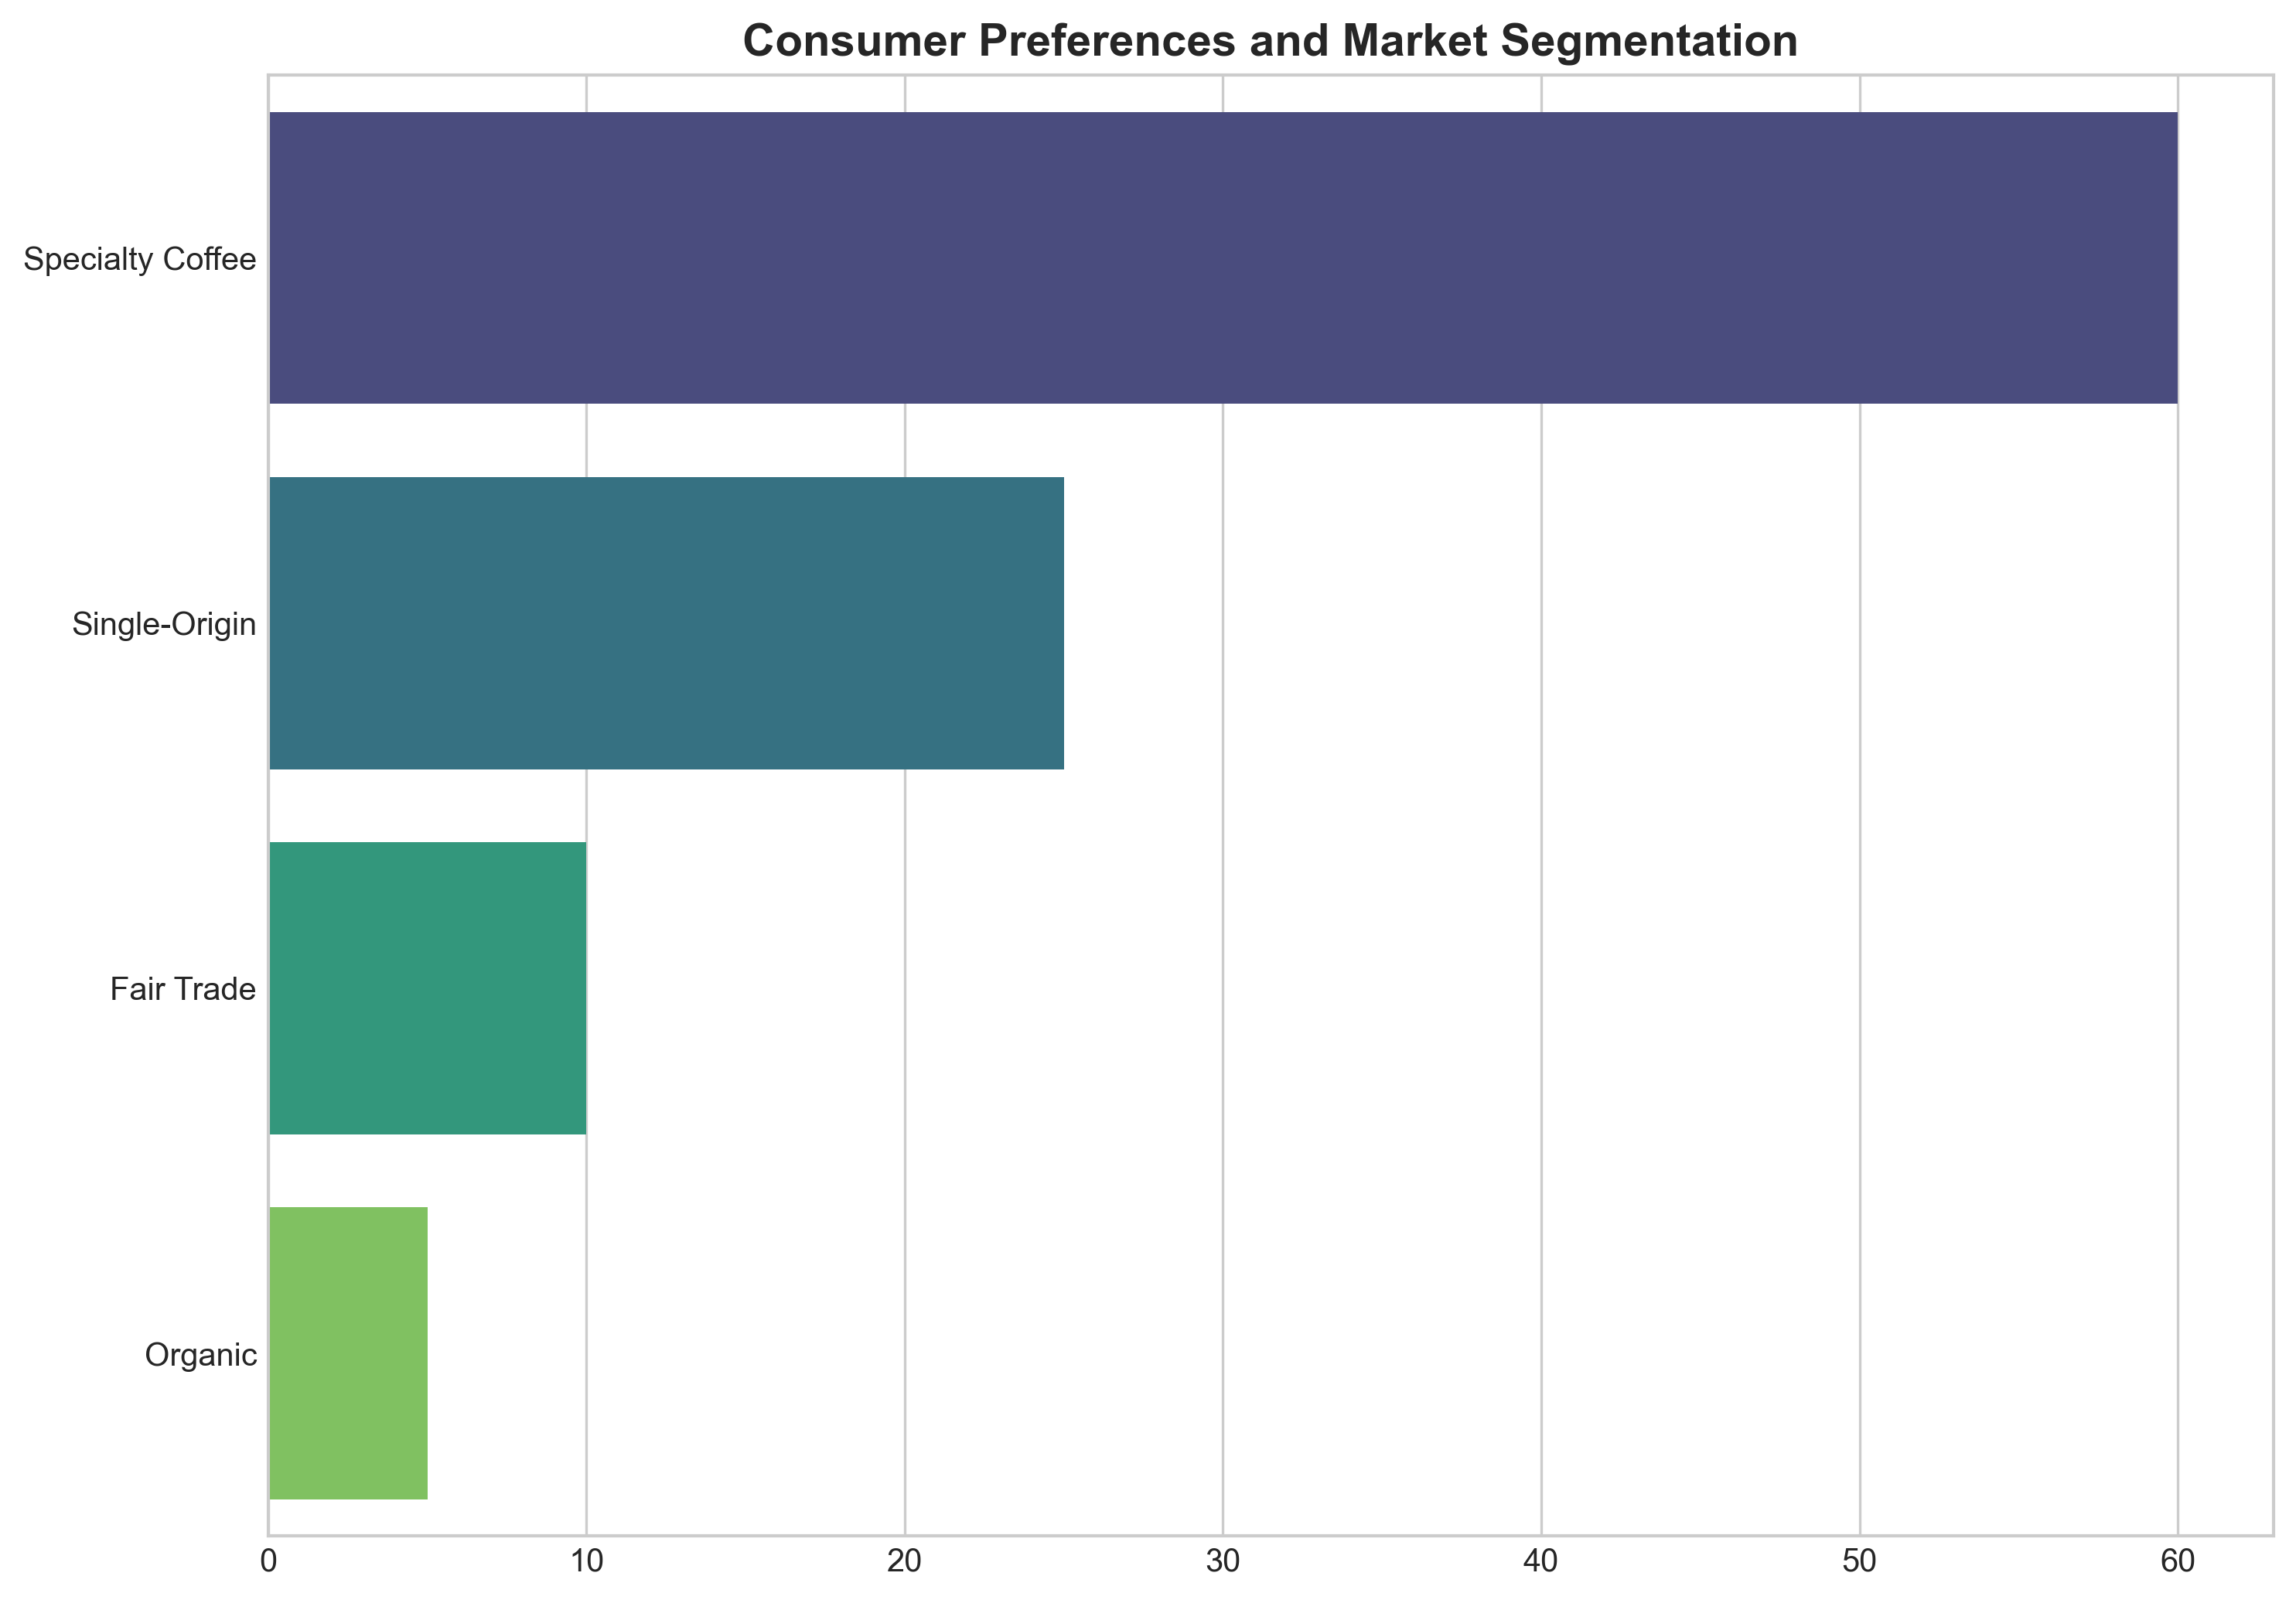 Consumer Preferences and Market Segmentation
Specialty Coffee
Single-Origin
Fair Trade
Organic
0 10 20 30 40 50 60